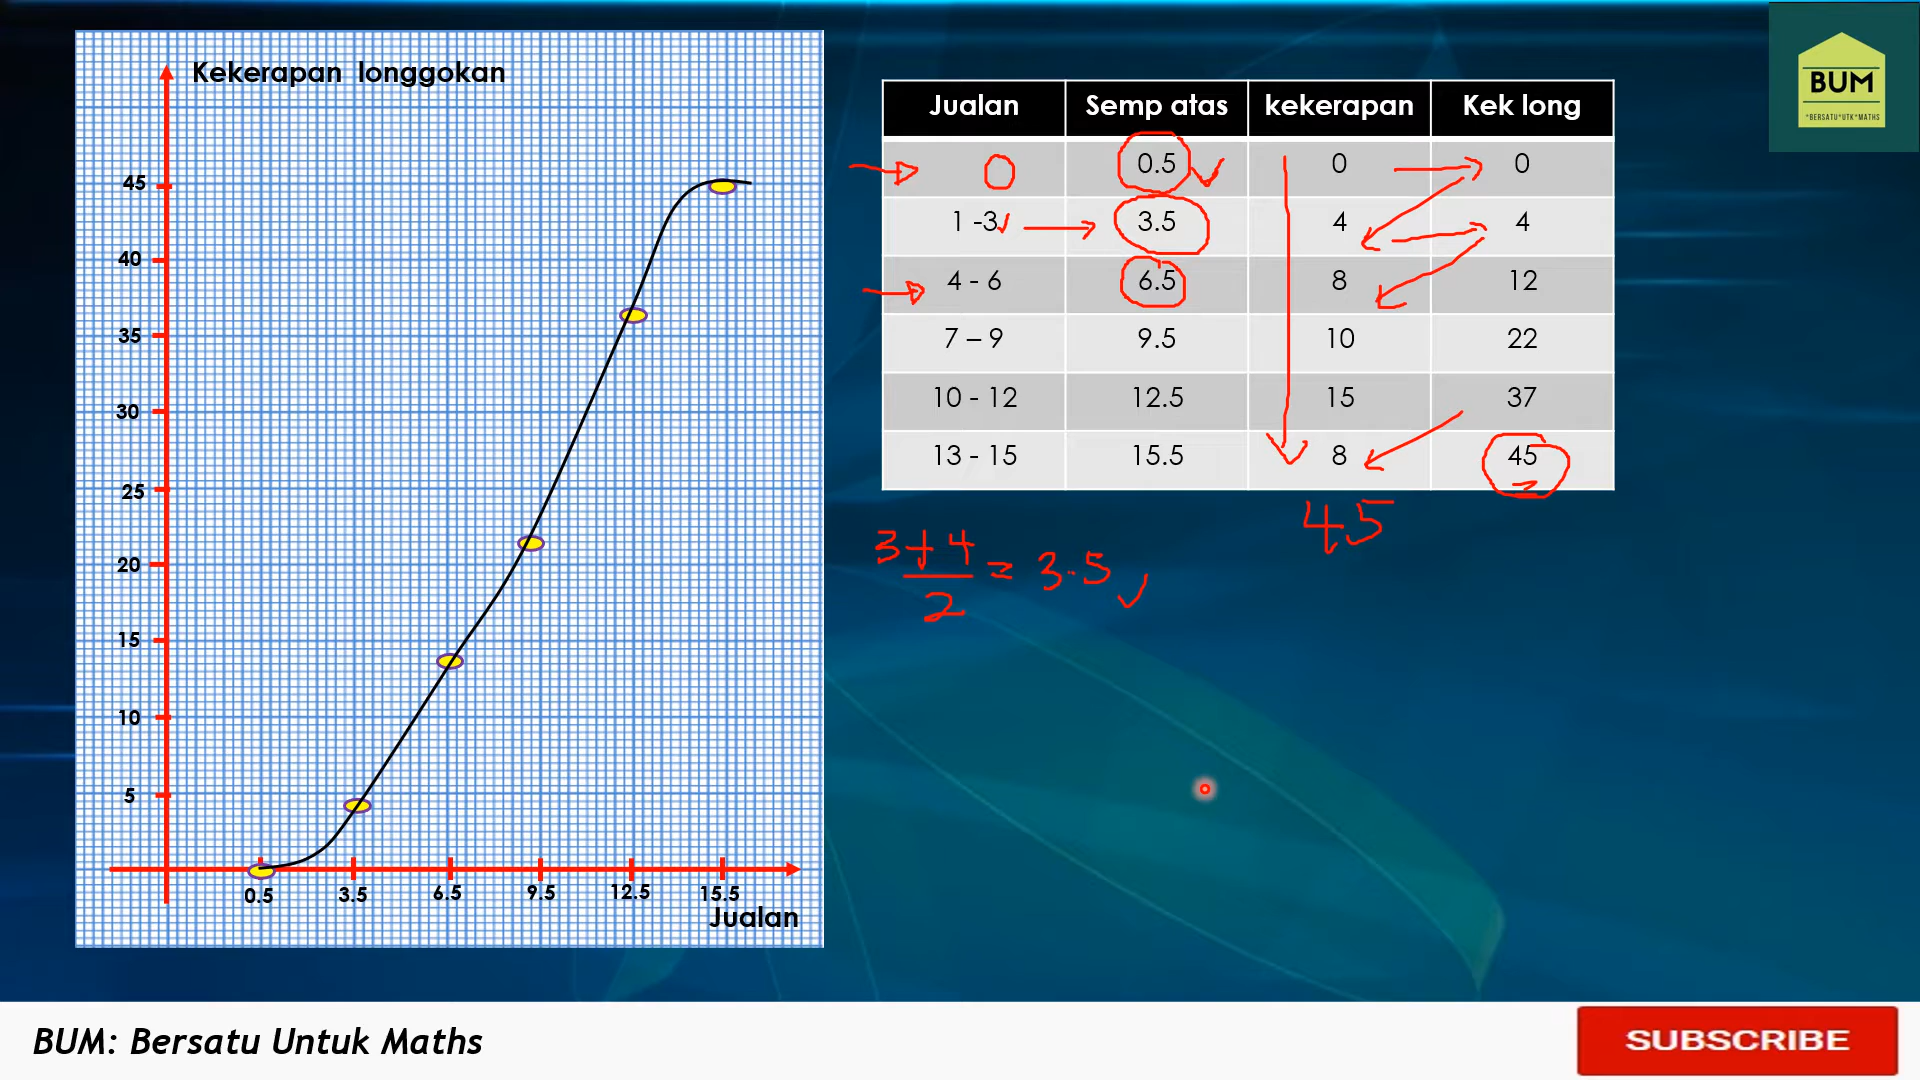 Kekerapan longgokan
45
40
35
30
25
20
15
10
5
0.5 3.5 6.5 9.5 12.5 15.5
Jualan
Jualan Semp atas kekerapan Kek long
0 0.5 0 0
1 -3 3.5 4 4
4 - 6 6.5 8 12
7 – 9 9.5 10 22
10 - 12 12.5 15 37
13 - 15 15.5 8 45
45
3+4
2
= 3.5
BUM
"BERSATU"UTK"MATHS
BUM: Bersatu Untuk Maths
SUBSCRIBE